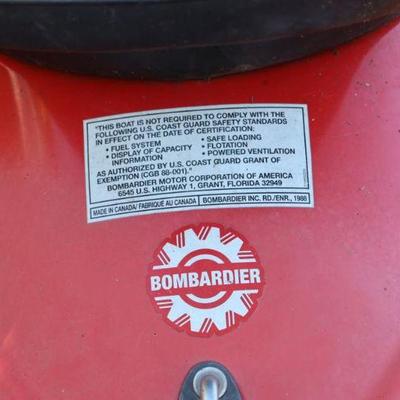 "THIS BOAT IS NOT REQUIRED TO COMPLY WITH THE
FOLLOWING U.S. COAST GUARD SAFETY STANDARDS
IN EFFECT ON THE DATE OF CERTIFICATION:
• FUEL SYSTEM • SAFE LOADING
• DISPLAY OF CAPACITY • FLOTATION
INFORMATION • POWERED VENTILATION
AS AUTHORIZED BY U.S. COAST GUARD GRANT OF
EXEMPTION (CGB 88-001)."
BOMBARDIER MOTOR CORPORATION OF AMERICA
6545 U.S. HIGHWAY 1, GRANT, FLORIDA 32949
MADE IN CANADA/FABRIQUÉ AU CANADA BOMBARDIER INC. RD/ENR., 1988
BOMBARDIER